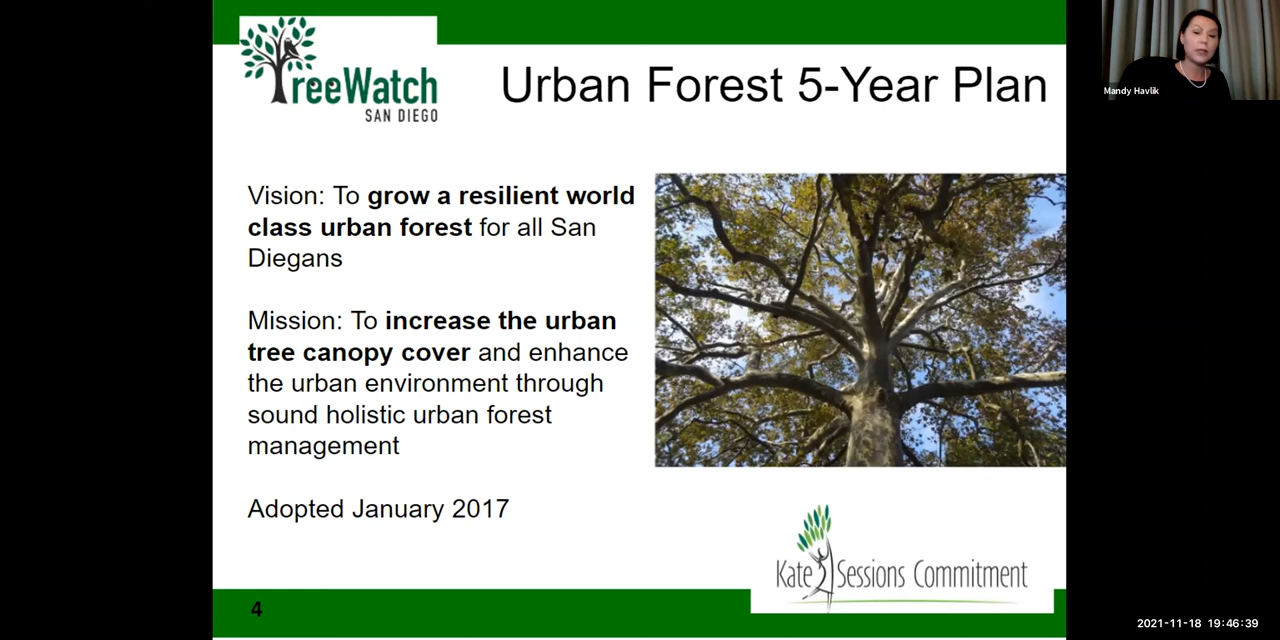 TreeWatch
SAN DIEGO
Urban Forest 5-Year Plan
Mandy Havlik
Vision: To grow a resilient world
class urban forest for all San
Diegans
Mission: To increase the urban
tree canopy cover and enhance
the urban environment through
sound holistic urban forest
management
Adopted January 2017
Kate Sessions Commitment
4
2021-11-18 19:46:39